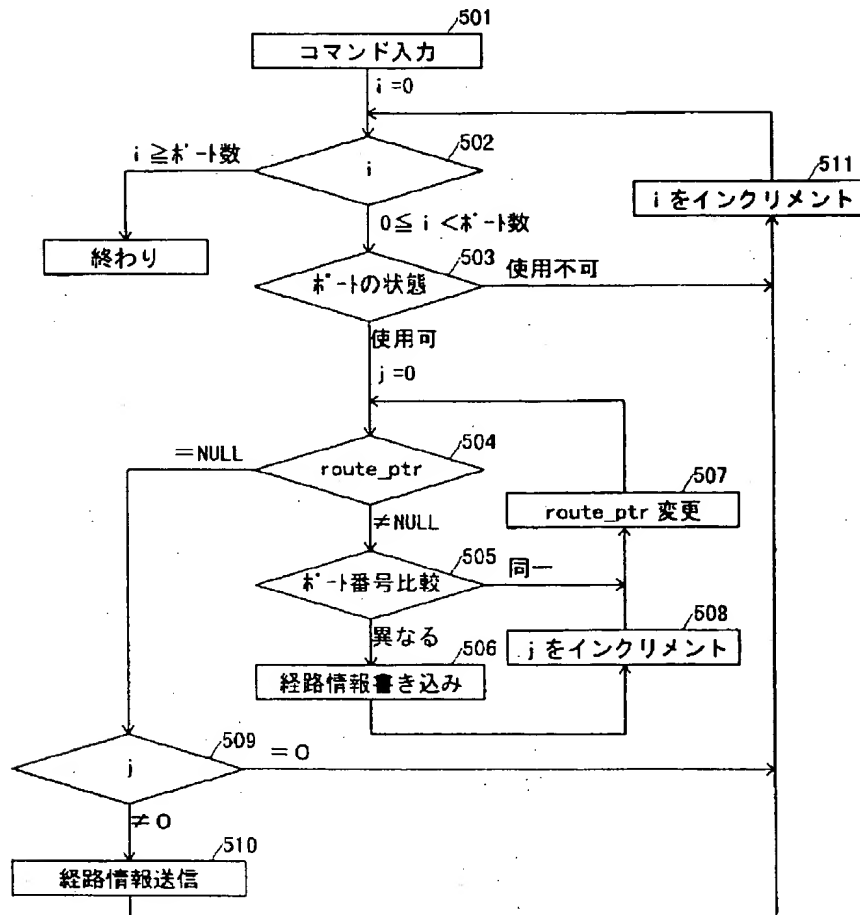 501
コマンド入力
i=0
502
i≧ポート数
i
511
iをインクリメント
0≦i<ポート数
終わり
503
ポートの状態
使用不可
使用可
j=0
504
=NULL
route_ptr
507
route_ptr 変更
≠NULL
505
ポート番号比較
同一
508
jをインクリメント
異なる
506
経路情報書き込み
509
j
=0
≠0
510
経路情報送信